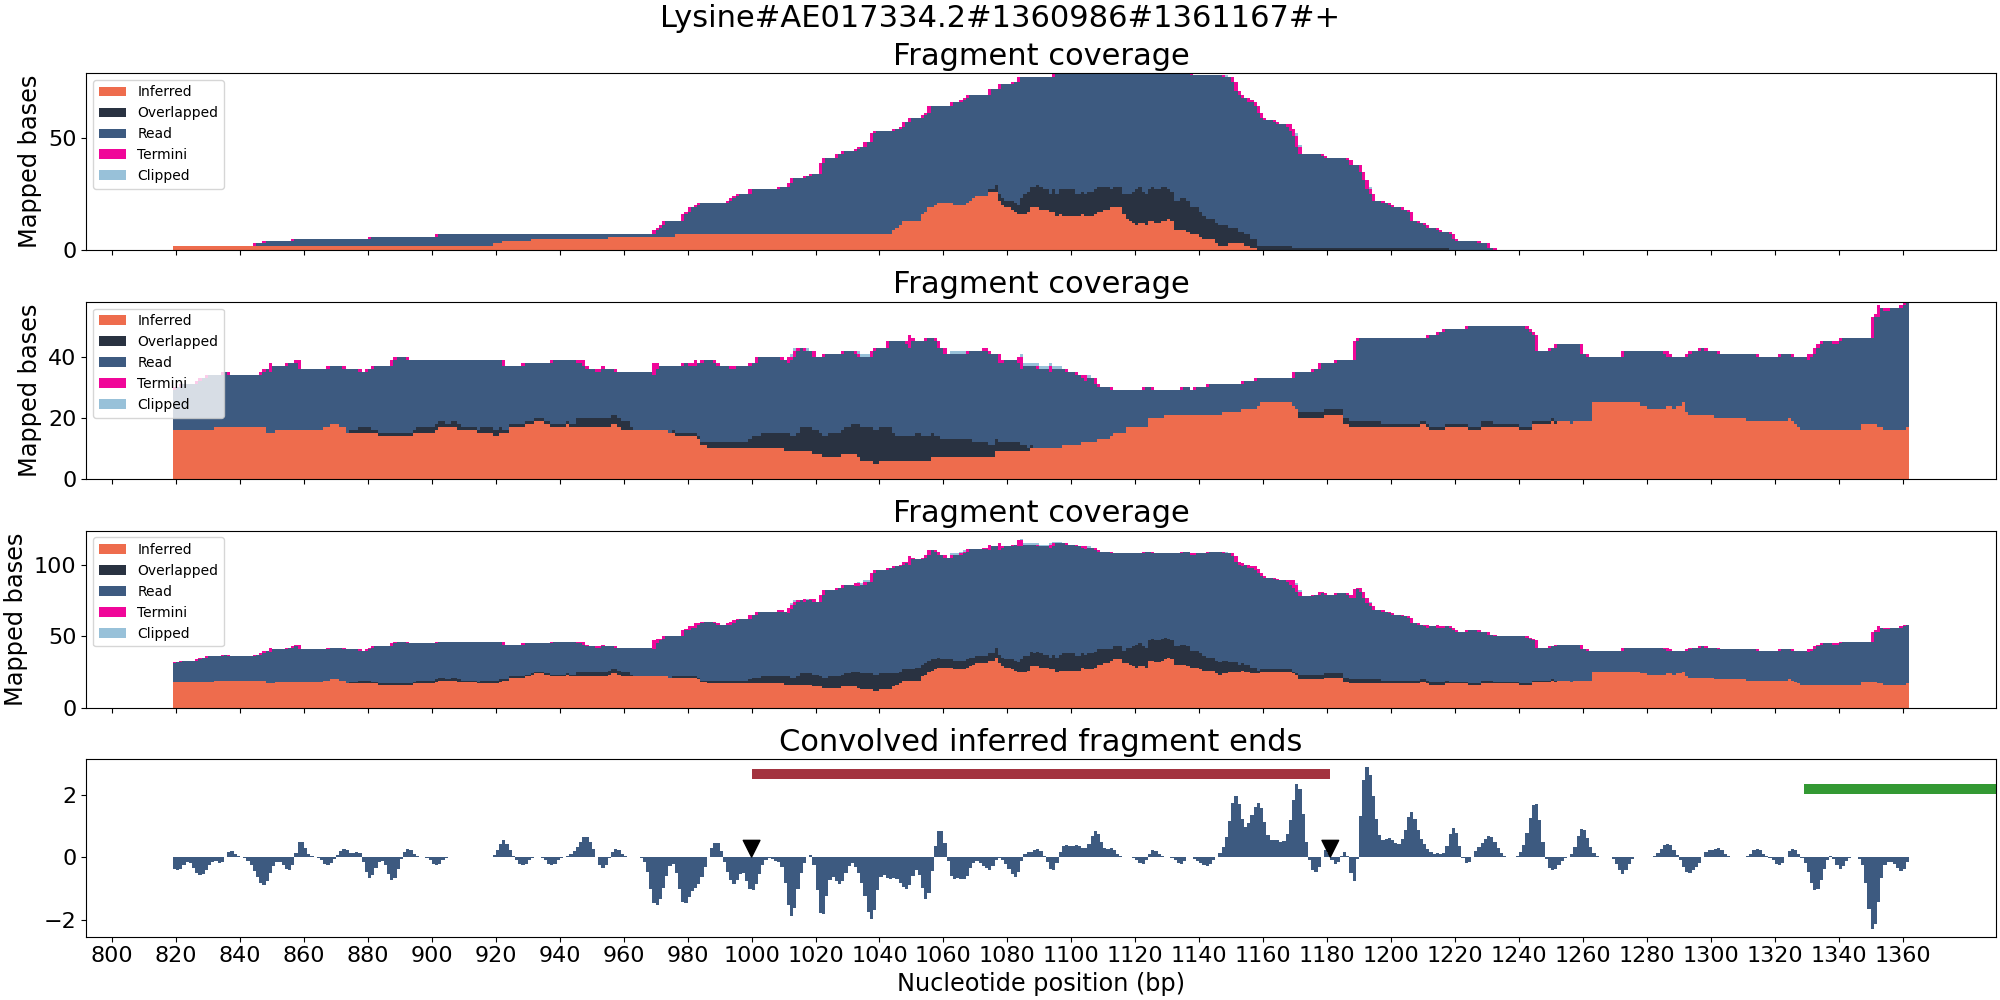 Lysine#AE017334.2#1360986#1361167#+
Fragment coverage
Mapped bases
50
0
Inferred
Overlapped
Read
Termini
Clipped
Fragment coverage
Mapped bases
40
20
0
Inferred
Overlapped
Read
Termini
Clipped
Fragment coverage
Mapped bases
100
50
0
Inferred
Overlapped
Read
Termini
Clipped
Convolved inferred fragment ends
2
0
−2
800 820 840 860 880 900 920 940 960 980 1000 1020 1040 1060 1080 1100 1120 1140 1160 1180 1200 1220 1240 1260 1280 1300 1320 1340 1360
Nucleotide position (bp)